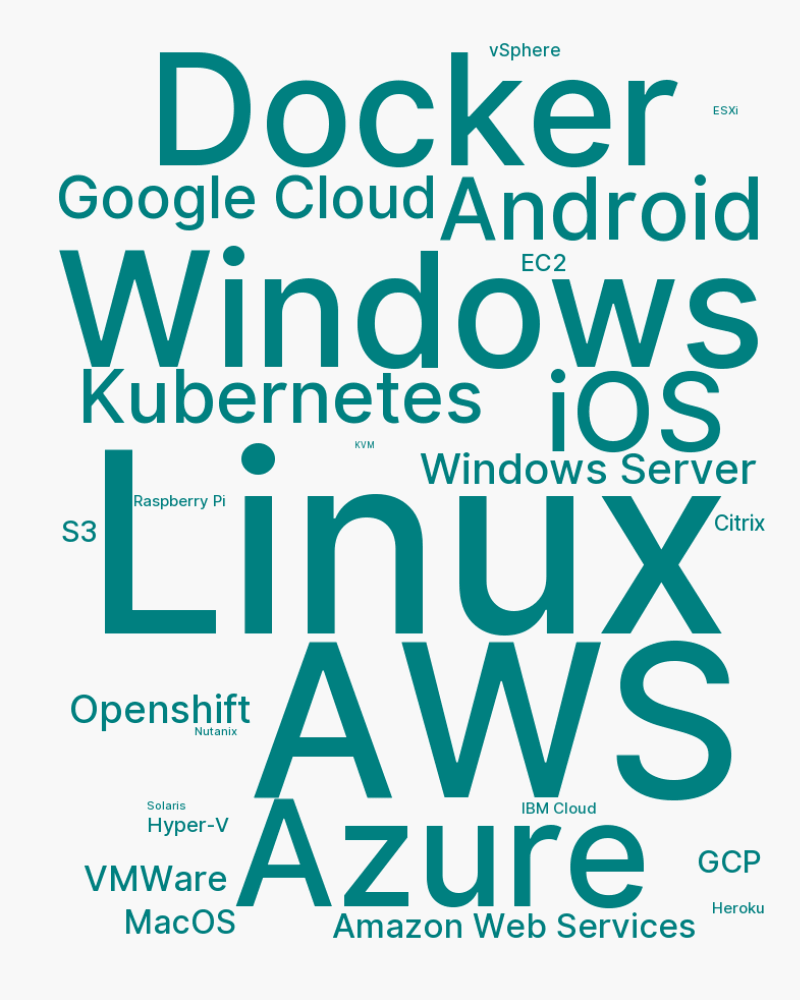 vSphere
Docker
ESXi
Google Cloud
Android
EC2
Windows
Kubernetes
iOS
KVM
Windows Server
Linux
Raspberry Pi
S3
Citrix
AWS
Openshift
Nutanix
Solaris
IBM Cloud
Hyper-V
Azure
GCP
VMWare
Heroku
MacOS
Amazon Web Services